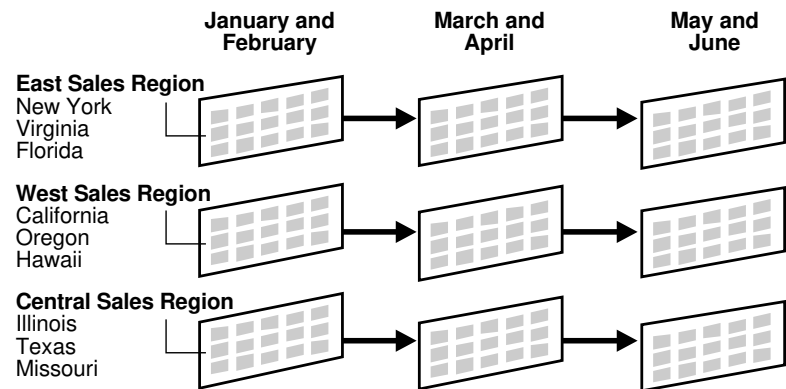 January and
February
March and
April
May and
June
East Sales Region
New York
Virginia
Florida
West Sales Region
California
Oregon
Hawaii
Central Sales Region
Illinois
Texas
Missouri